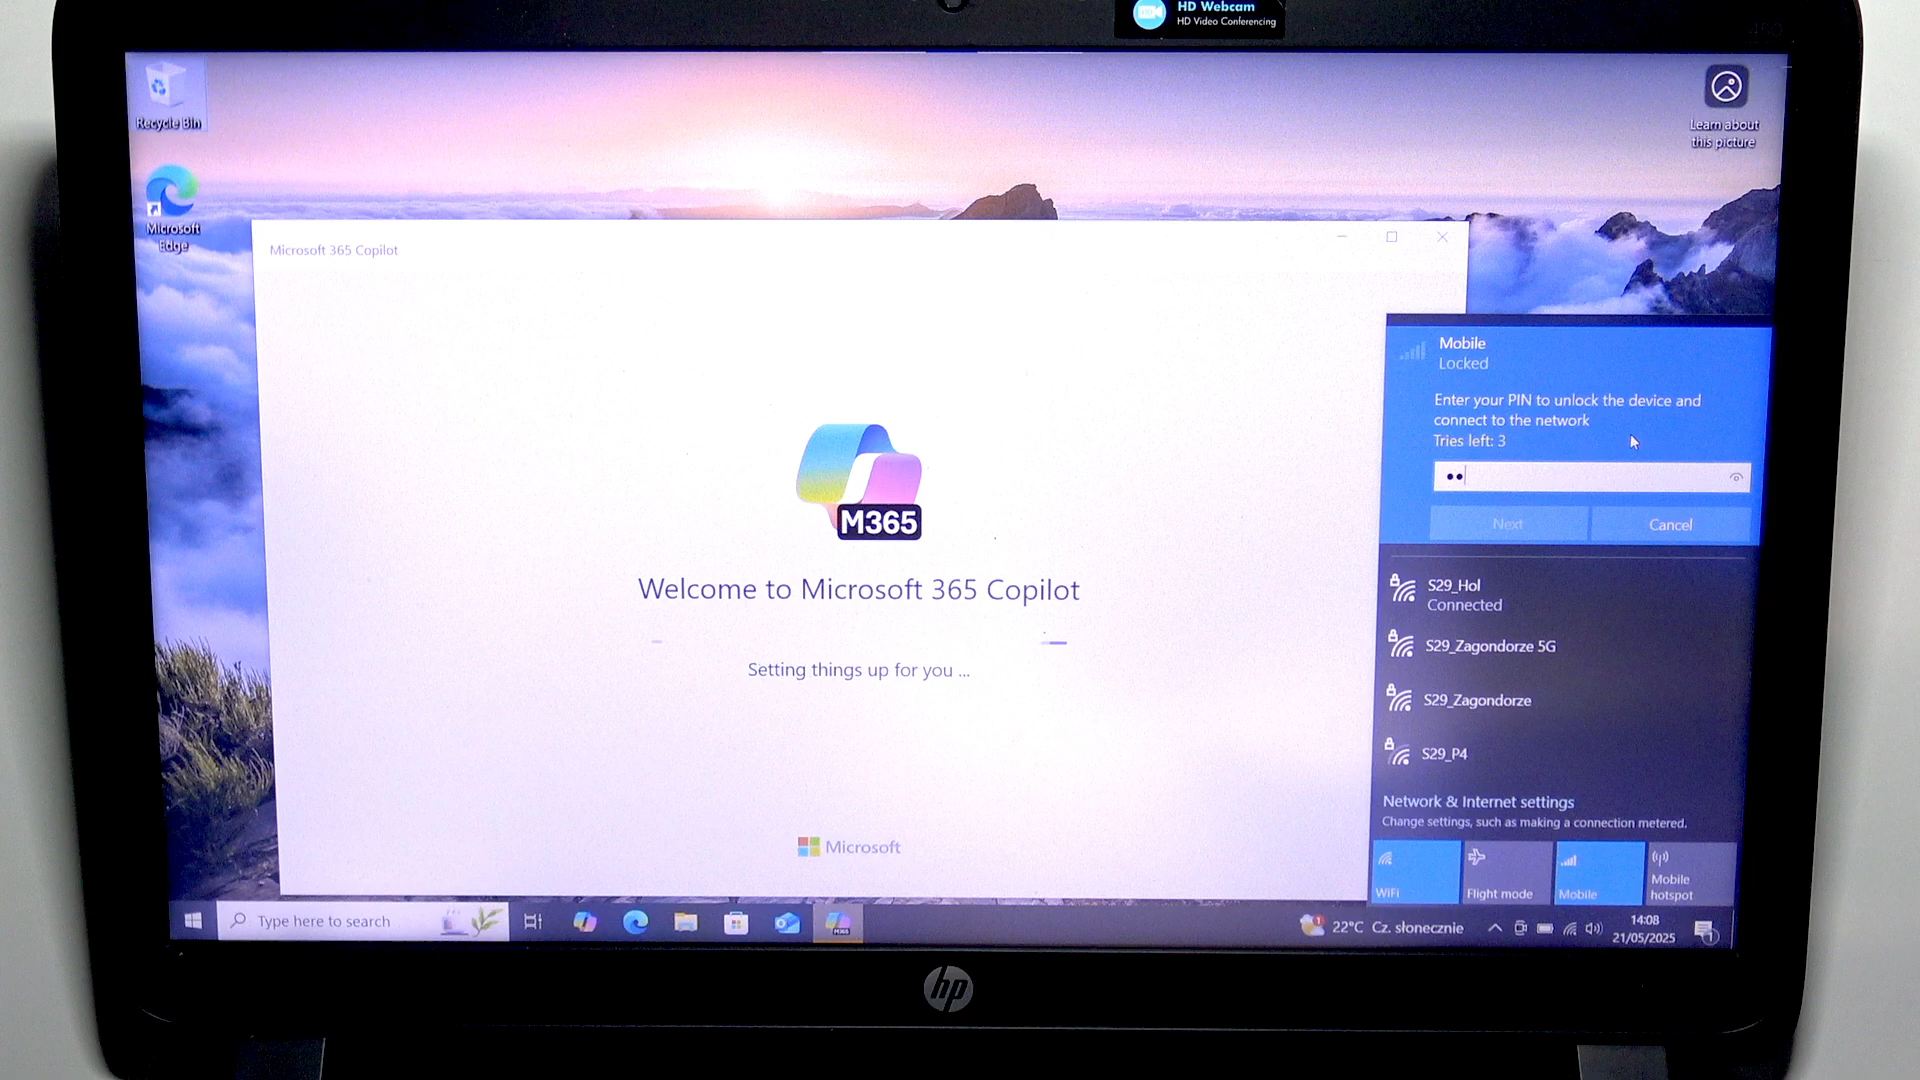 HD Webcam
HD Video Conferencing
Recycle Bin
Learn about
this picture
Microsoft
Edge
Microsoft 365 Copilot
M365
Welcome to Microsoft 365 Copilot
Setting things up for you ...
Microsoft
Mobile
Locked
Enter your PIN to unlock the device and
connect to the network
Tries left: 3
Next
Cancel
S29_Hol
Connected
S29_Zagondorze 5G
S29_Zagondorze
S29_P4
Network & Internet settings
Change settings, such as making a connection metered.
WiFi
Flight mode
Mobile
Mobile
hotspot
Type here to search
M365
1
22°C Cz. słonecznie
14:08
21/05/2025
1
hp